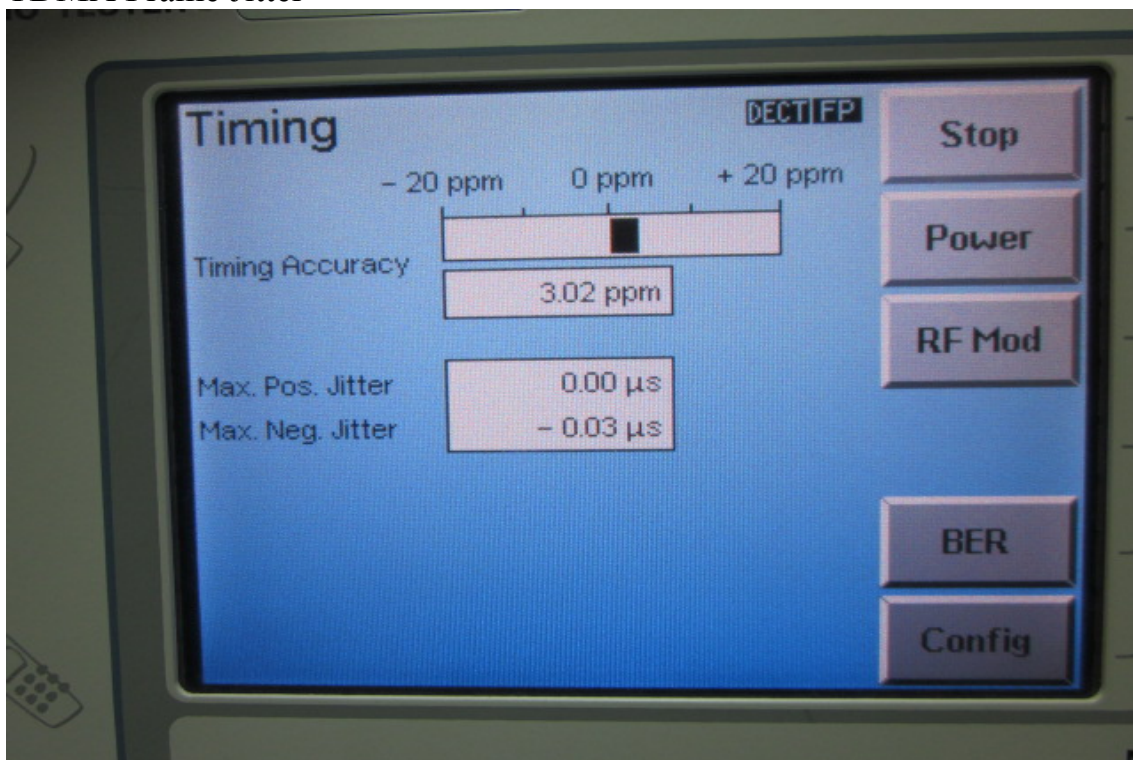 Timing
DECT FP
Stop
– 20 ppm 0 ppm + 20 ppm
Power
Timing Accuracy
3.02 ppm
RF Mod
Max. Pos. Jitter 0.00 µs
Max. Neg. Jitter – 0.03 µs
BER
Config